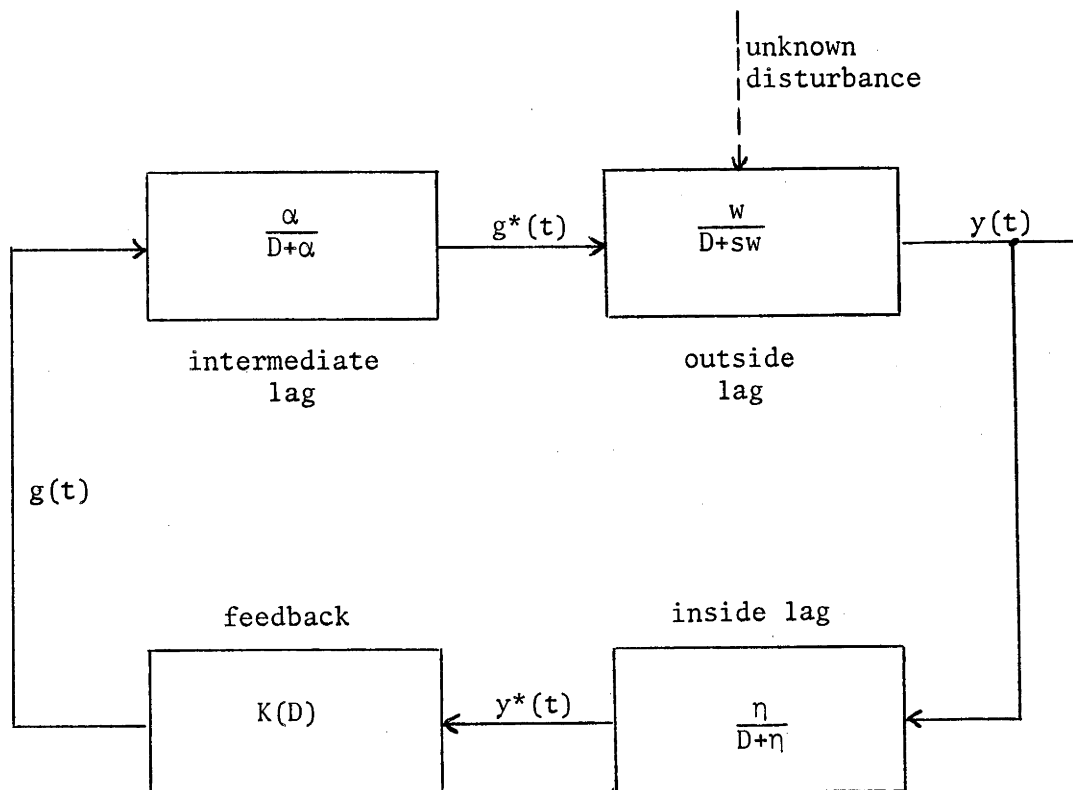 unknown
disturbance
α
D+α
g*(t)
w
D+sw
y(t)
intermediate
lag
outside
lag
g(t)
feedback
inside lag
K(D)
y*(t)
η
D+η